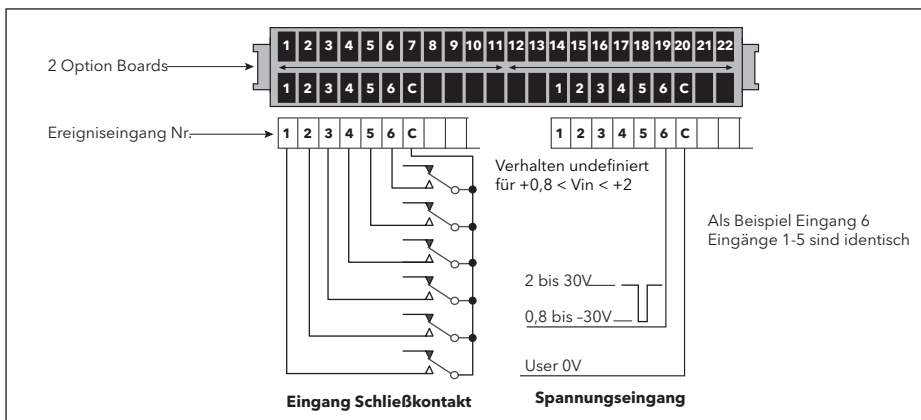 1 2 3 4 5 6 7 8 9 10 11 12 13 14 15 16 17 18 19 20 21 22
2 Option Boards
1 2 3 4 5 6 C 1 2 3 4 5 6 C
Ereigniseingang Nr.
1 2 3 4 5 6 C 1 2 3 4 5 6 C
Verhalten undefiniert
für +0,8 < Vin < +2
Als Beispiel Eingang 6
Eingänge 1-5 sind identisch
2 bis 30V
0,8 bis –30V
User 0V
Eingang Schließkontakt
Spannungseingang